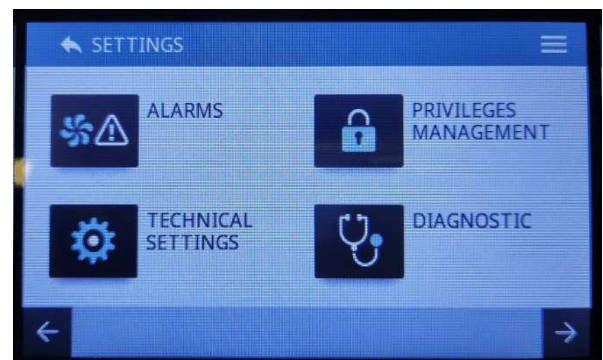 SETTINGS
ALARMS
PRIVILEGES
MANAGEMENT
TECHNICAL
SETTINGS
DIAGNOSTIC